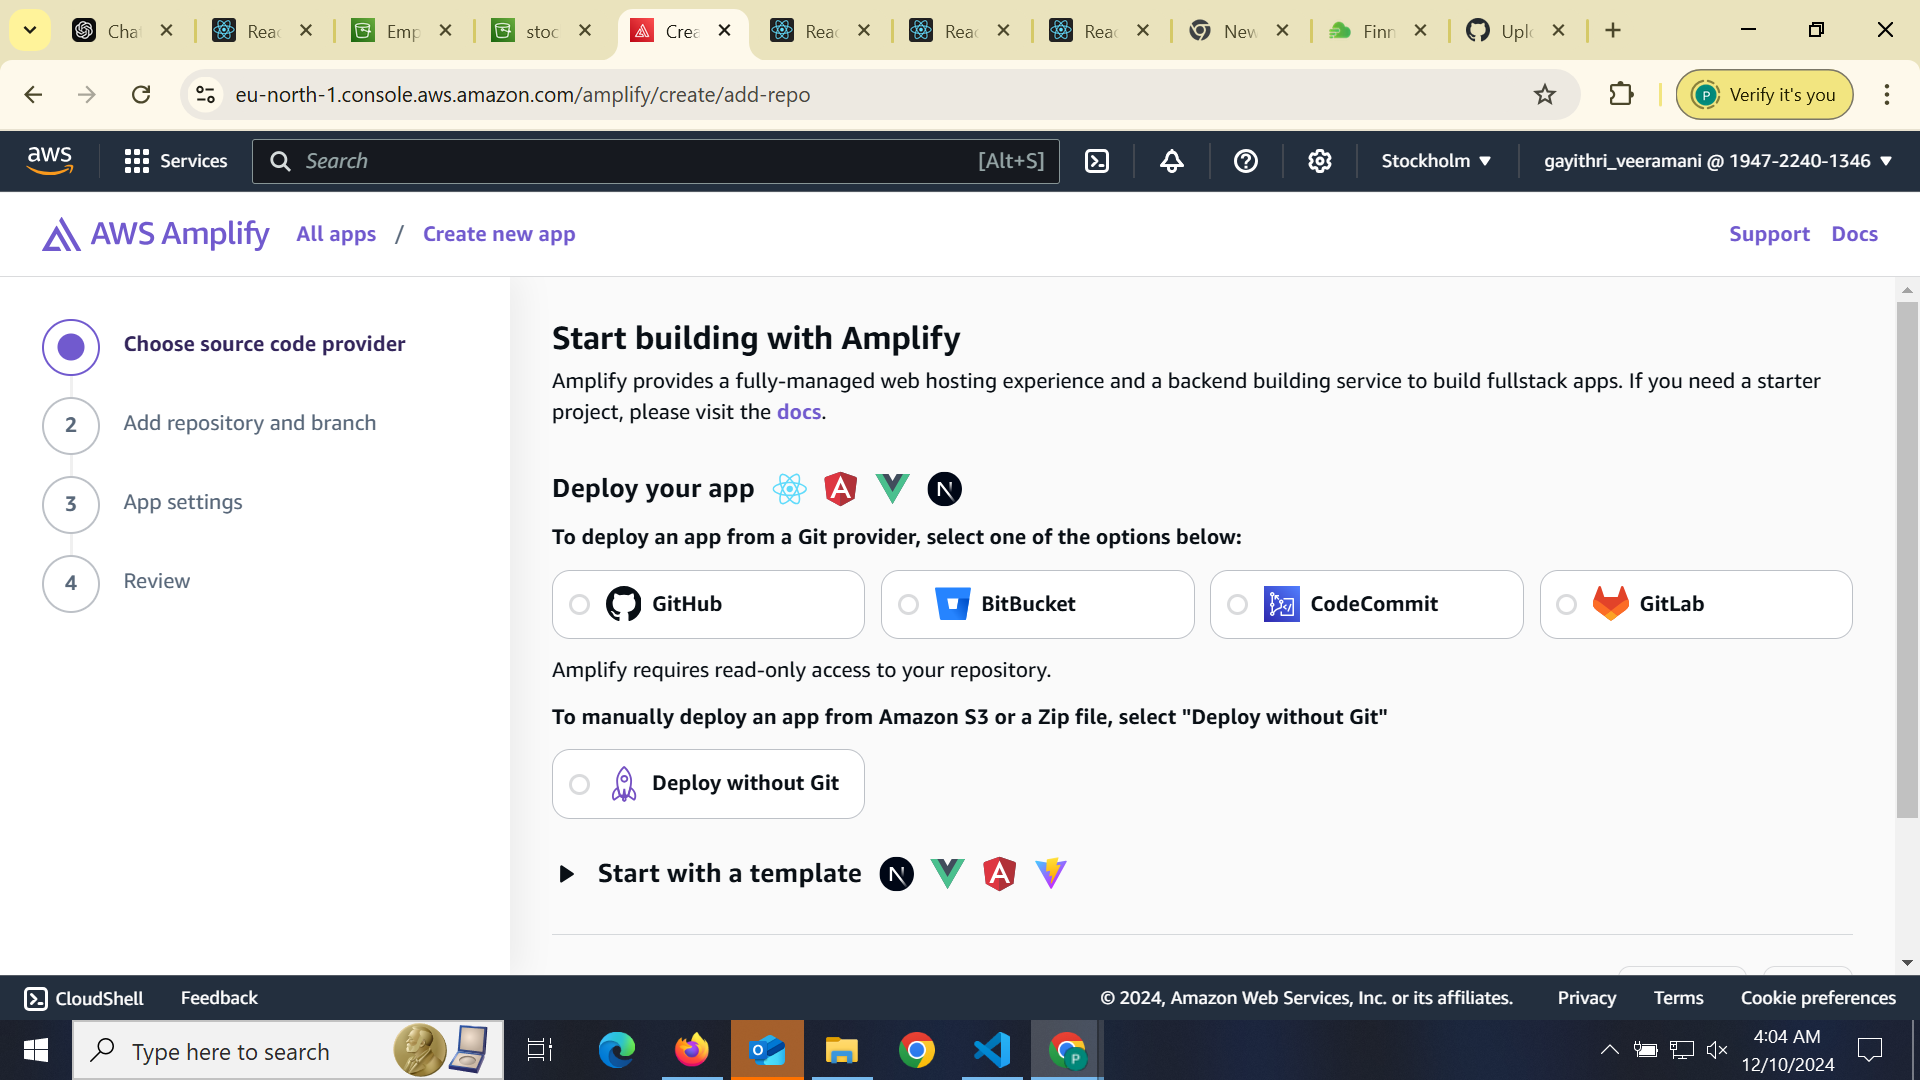 Chat
Reac
Emp
stoc
Crea
Reac
Reac
Reac
New
Finn
Uplo
eu-north-1.console.aws.amazon.com/amplify/create/add-repo
P
Verify it's you
aws
Services
Search
[Alt+S]
Stockholm
gayithri_veeramani @ 1947-2240-1346
AWS Amplify
All apps / Create new app
Support
Docs
Choose source code provider
2
Add repository and branch
3
App settings
4
Review
Start building with Amplify
Amplify provides a fully-managed web hosting experience and a backend building service to build fullstack apps. If you need a starter
project, please visit the docs.
Deploy your app
To deploy an app from a Git provider, select one of the options below:
GitHub
BitBucket
CodeCommit
GitLab
Amplify requires read-only access to your repository.
To manually deploy an app from Amazon S3 or a Zip file, select "Deploy without Git"
Deploy without Git
Start with a template
CloudShell
Feedback
© 2024, Amazon Web Services, Inc. or its affiliates.
Privacy
Terms
Cookie preferences
Type here to search
P
4:04 AM
12/10/2024